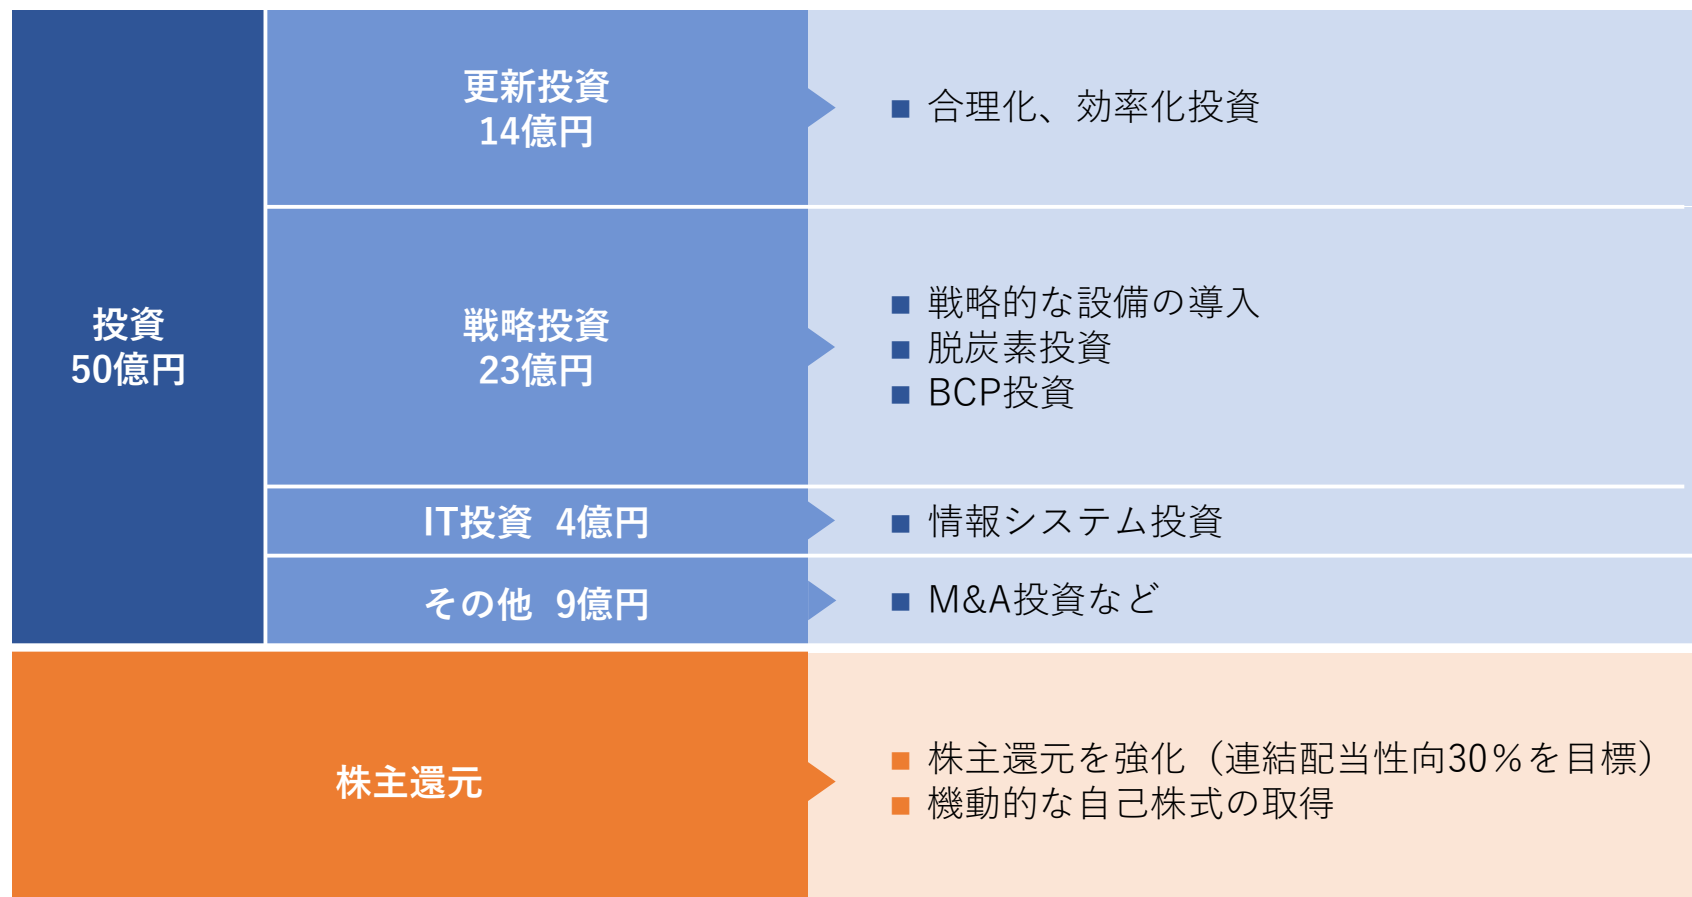 投資
50億円
更新投資
14億円
■ 合理化、効率化投資
戦略投資
23億円
■ 戦略的な設備の導入
■ 脱炭素投資
■ BCP投資
IT投資 4億円
■ 情報システム投資
その他 9億円
■ M&A投資など
株主還元
■ 株主還元を強化（連結配当性向30％を目標）
■ 機動的な自己株式の取得